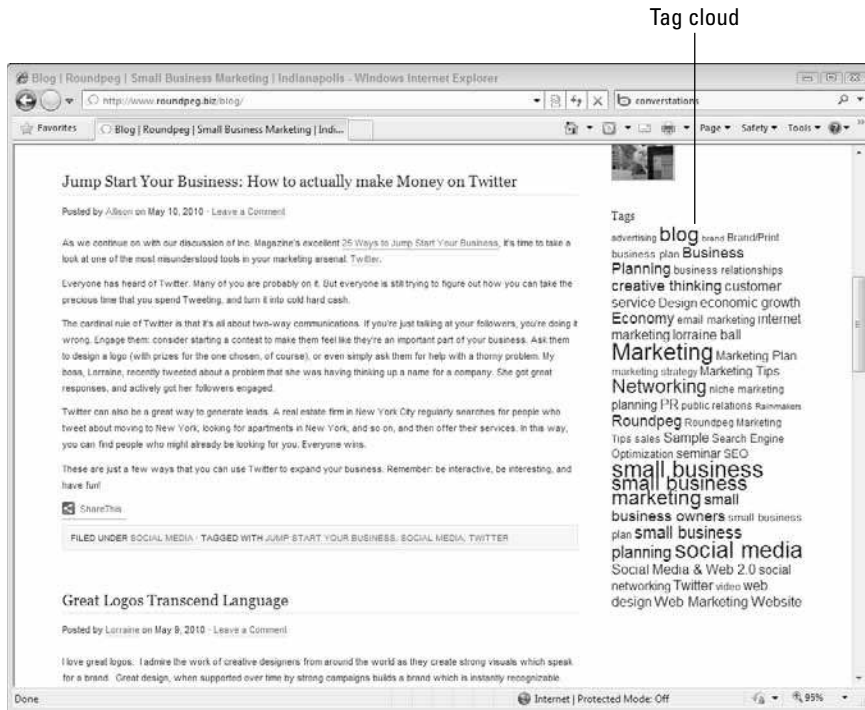 Tag cloud
Blog | Roundpeg | Small Business Marketing | Indianapolis - Windows Internet Explorer
http://www.roundpeg.biz/blog/
converstations
Favorites
Blog | Roundpeg | Small Business Marketing | Indi...
Page
Safety
Tools
Jump Start Your Business: How to actually make Money on Twitter
Posted by Allison on May 10, 2010 · Leave a Comment
As we continue on with our discussion of Inc. Magazine's excellent 25 Ways to Jump Start Your Business, it's time to take a
look at one of the most misunderstood tools in your marketing arsenal: Twitter.
Everyone has heard of Twitter. Many of you are probably on it. But everyone is still trying to figure out how you can take the
precious time that you spend Tweeting, and turn it into cold hard cash.
The cardinal rule of Twitter is that it's all about two-way communications. If you're just talking at your followers, you're doing it
wrong. Engage them: consider starting a contest to make them feel like they're an important part of your business. Ask them
to design a logo (with prizes for the one chosen, of course), or even simply ask them for help with a thorny problem. My
boss, Lorraine, recently tweeted about a problem that she was having thinking up a name for a company. She got great
responses, and actively got her followers engaged.
Twitter can also be a great way to generate leads. A real estate firm in New York City regularly searches for people who
tweet about moving to New York, looking for apartments in New York, and so on, and then offer their services. In this way,
you can find people who might already be looking for you. Everyone wins.
These are just a few ways that you can use Twitter to expand your business. Remember: be interactive, be interesting, and
have fun!
ShareThis
FILED UNDER SOCIAL MEDIA · TAGGED WITH JUMP START YOUR BUSINESS, SOCIAL MEDIA, TWITTER
Great Logos Transcend Language
Posted by Lorraine on May 9, 2010 · Leave a Comment
I love great logos. I admire the work of creative designers from around the world as they create strong visuals which speak
for a brand. Great design, when supported over time by strong campaigns builds a brand which is instantly recognizable.
Tags
advertising blog brand Brand/Print
business plan Business
Planning business relationships
creative thinking customer
service Design economic growth
Economy email marketing internet
marketing lorraine ball
Marketing Marketing Plan
marketing strategy Marketing Tips
Networking niche marketing
planning PR public relations Rainmakers
Roundpeg Roundpeg Marketing
Tips sales Sample Search Engine
Optimization seminar SEO
small business
small business
marketing small
business owners small business
plan small business
planning social media
Social Media & Web 2.0 social
networking Twitter video web
design Web Marketing Website
Done
Internet | Protected Mode: Off
95%